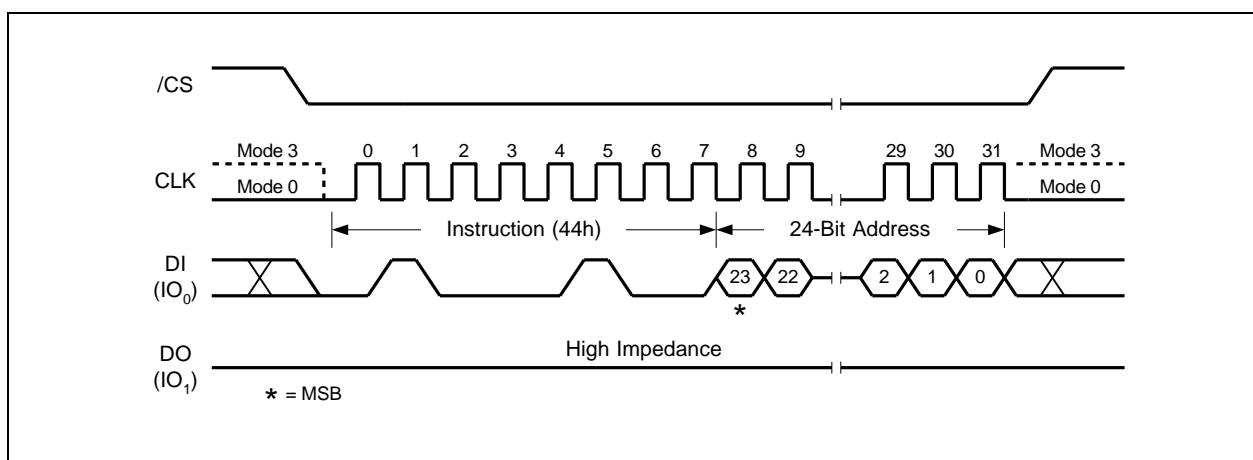 /CS
Mode 3 0 1 2 3 4 5 6 7 8 9 29 30 31 Mode 3
CLK
Mode 0 Mode 0
Instruction (44h) 24-Bit Address
DI
(IO0)
23 22 2 1 0
*
High Impedance
DO
(IO1)
* = MSB